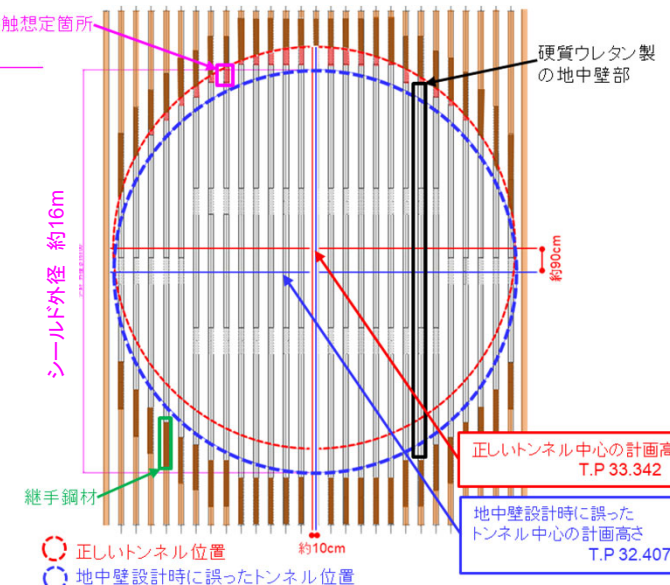 触想定箇所
硬質ウレタン製
の地中壁部
シールド外径 約16m
約90cm
正しいトンネル中心の計画高
T.P 33.342
地中壁設計時に誤った
トンネル中心の計画高さ
T.P 32.407
継手鋼材
約10cm
正しいトンネル位置
地中壁設計時に誤ったトンネル位置